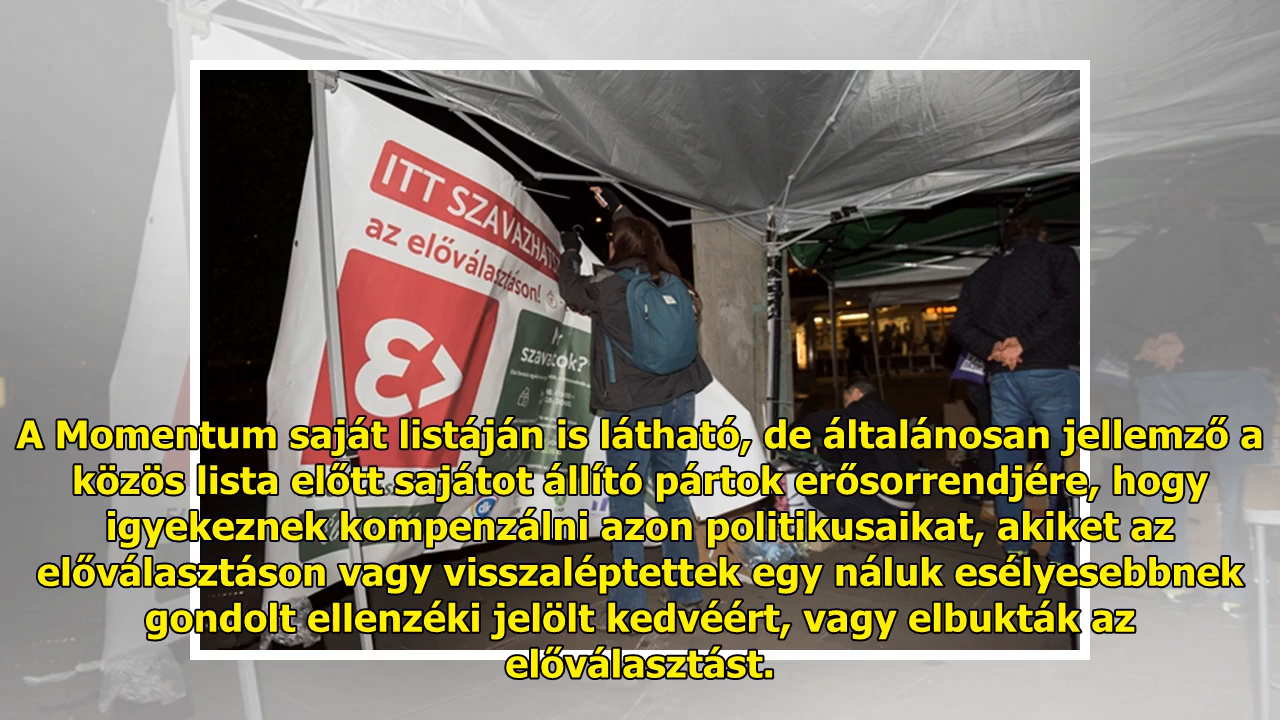 ITT SZAVAZHATSZ
az előválasztáson!
szavazok?
A Momentum saját listáján is látható, de általánosan jellemző a
közös lista előtt sajátot állító pártok erősorrendjére, hogy
igyekeznek kompenzálni azon politikusaikat, akiket az
előválasztáson vagy visszaléptettek egy náluk esélyesebbnek
gondolt ellenzéki jelölt kedvéért, vagy elbukták az
előválasztást.